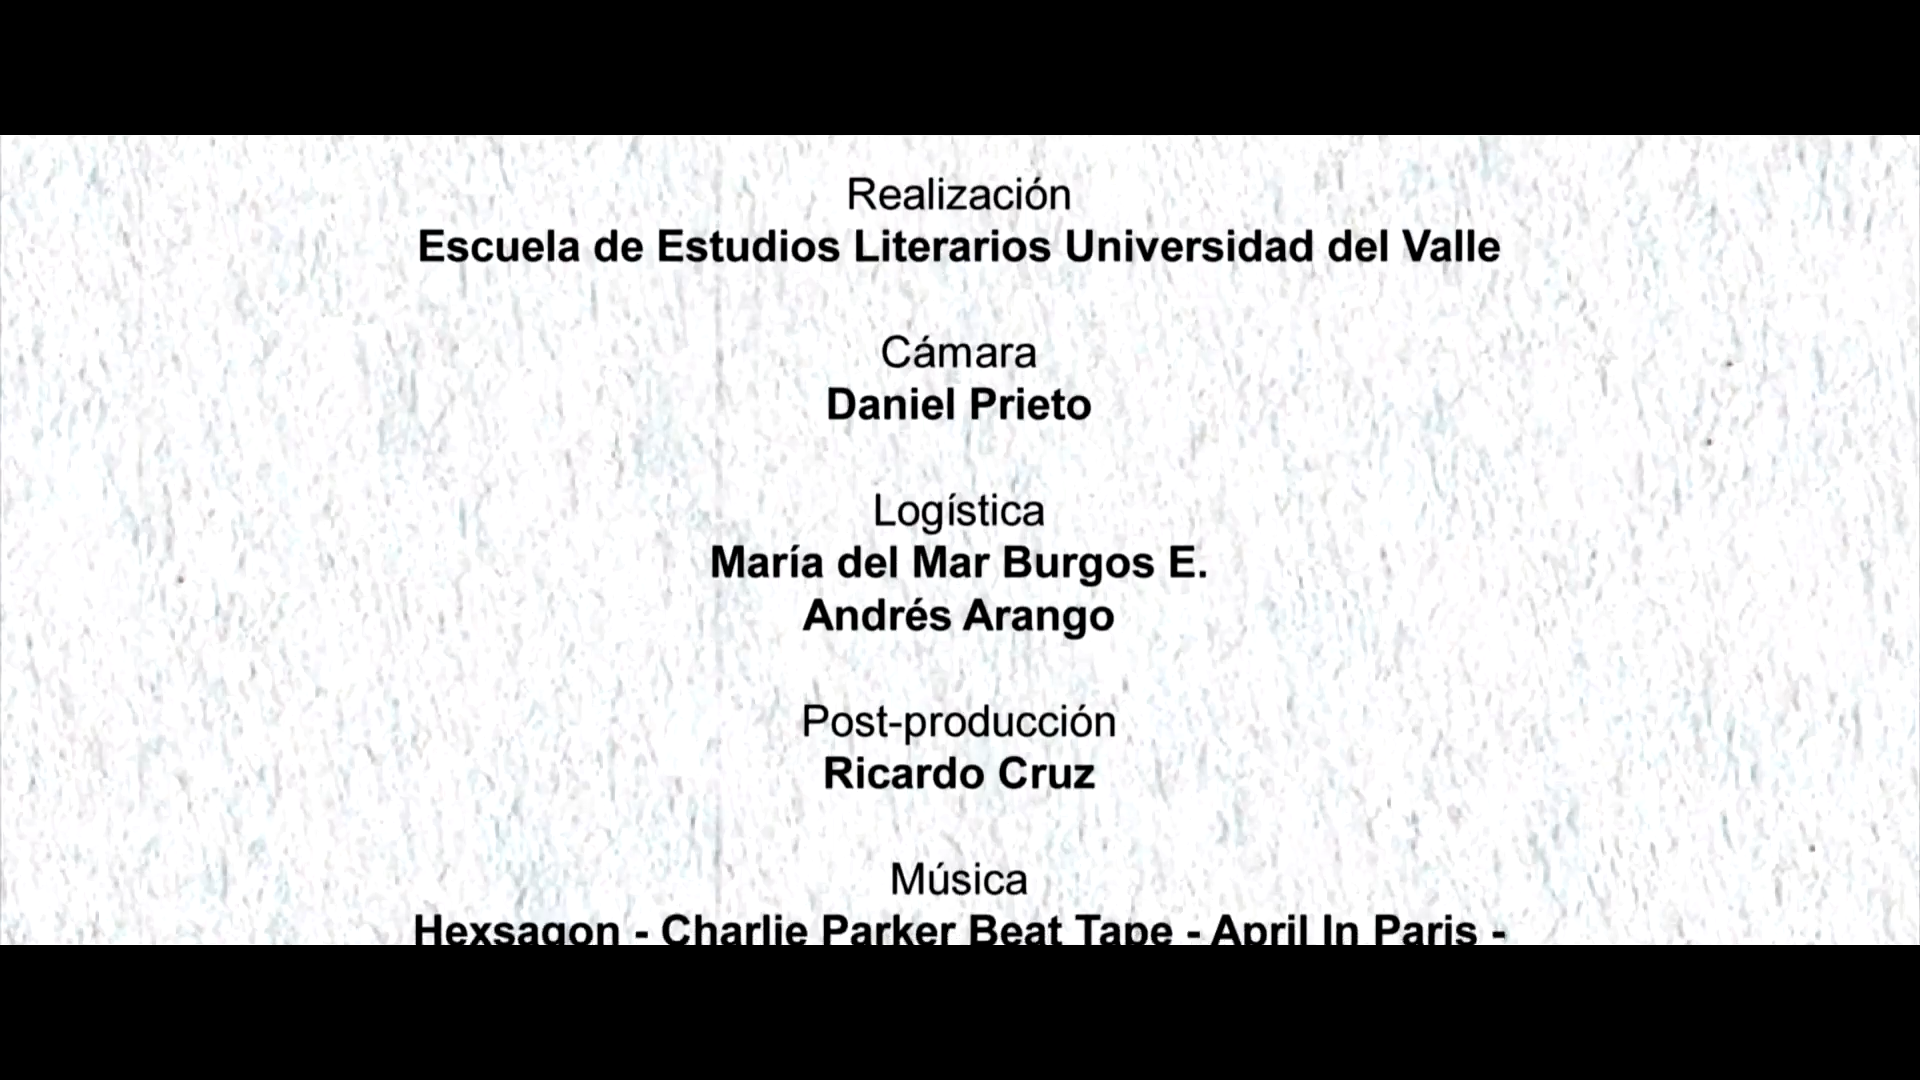 Realización
Escuela de Estudios Literarios Universidad del Valle
Cámara
Daniel Prieto
Logística
María del Mar Burgos E.
Andrés Arango
Post-producción
Ricardo Cruz
Música
Hexsagon - Charlie Parker Beat Tape - April In Paris -